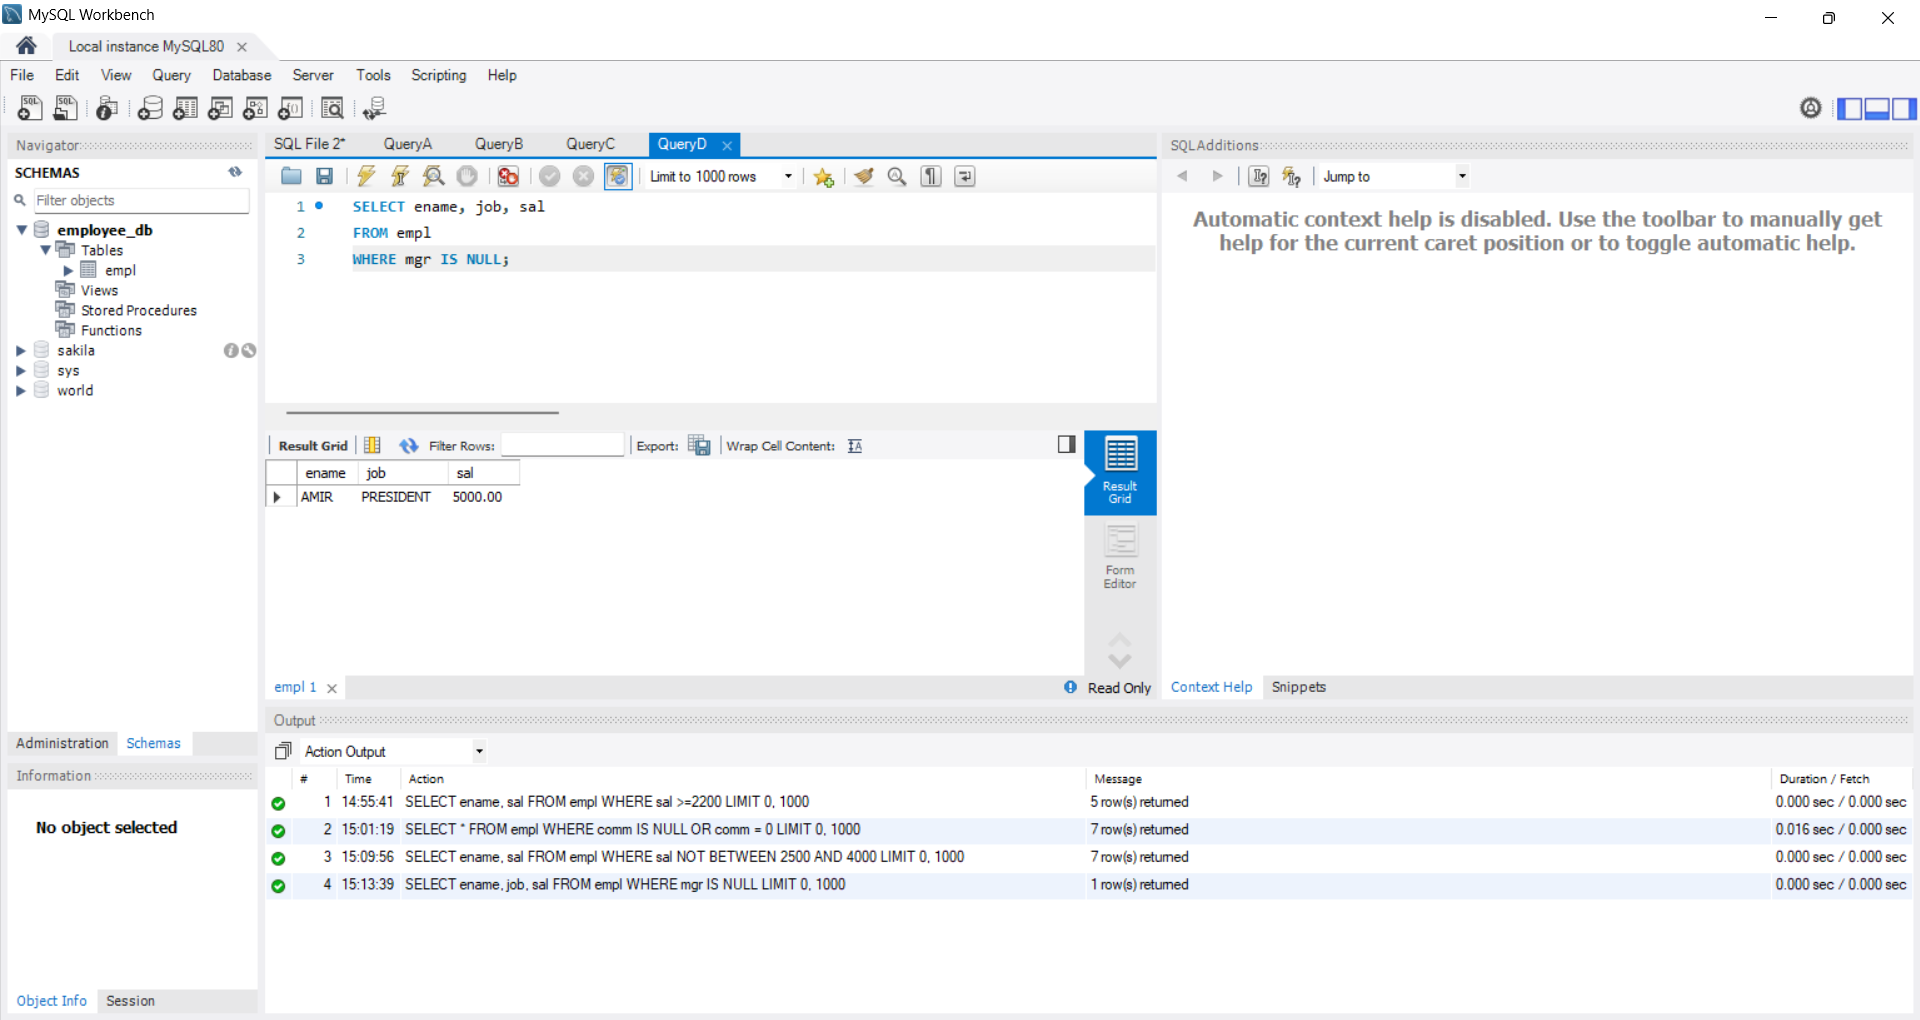 MySQL Workbench
Local instance MySQL80
File Edit View Query Database Server Tools Scripting Help
Navigator
SCHEMAS
Filter objects
employee_db
Tables
empl
Views
Stored Procedures
Functions
sakila
sys
world
Administration Schemas
Information
No object selected
Object Info Session
SQL File 2* QueryA QueryB QueryC QueryD
Limit to 1000 rows
1 SELECT ename, job, sal
2 FROM empl
3 WHERE mgr IS NULL;
Result Grid Filter Rows: Export: Wrap Cell Content:
ename job sal
AMIR PRESIDENT 5000.00
Result
Grid
Form
Editor
empl 1 Read Only
SQLAdditions
Jump to
Automatic context help is disabled. Use the toolbar to manually get
help for the current caret position or to toggle automatic help.
Context Help Snippets
Output
Action Output
# Time Action Message Duration / Fetch
1 14:55:41 SELECT ename, sal FROM empl WHERE sal >=2200 LIMIT 0, 1000 5 row(s) returned 0.000 sec / 0.000 sec
2 15:01:19 SELECT * FROM empl WHERE comm IS NULL OR comm = 0 LIMIT 0, 1000 7 row(s) returned 0.016 sec / 0.000 sec
3 15:09:56 SELECT ename, sal FROM empl WHERE sal NOT BETWEEN 2500 AND 4000 LIMIT 0, 1000 7 row(s) returned 0.000 sec / 0.000 sec
4 15:13:39 SELECT ename, job, sal FROM empl WHERE mgr IS NULL LIMIT 0, 1000 1 row(s) returned 0.000 sec / 0.000 sec